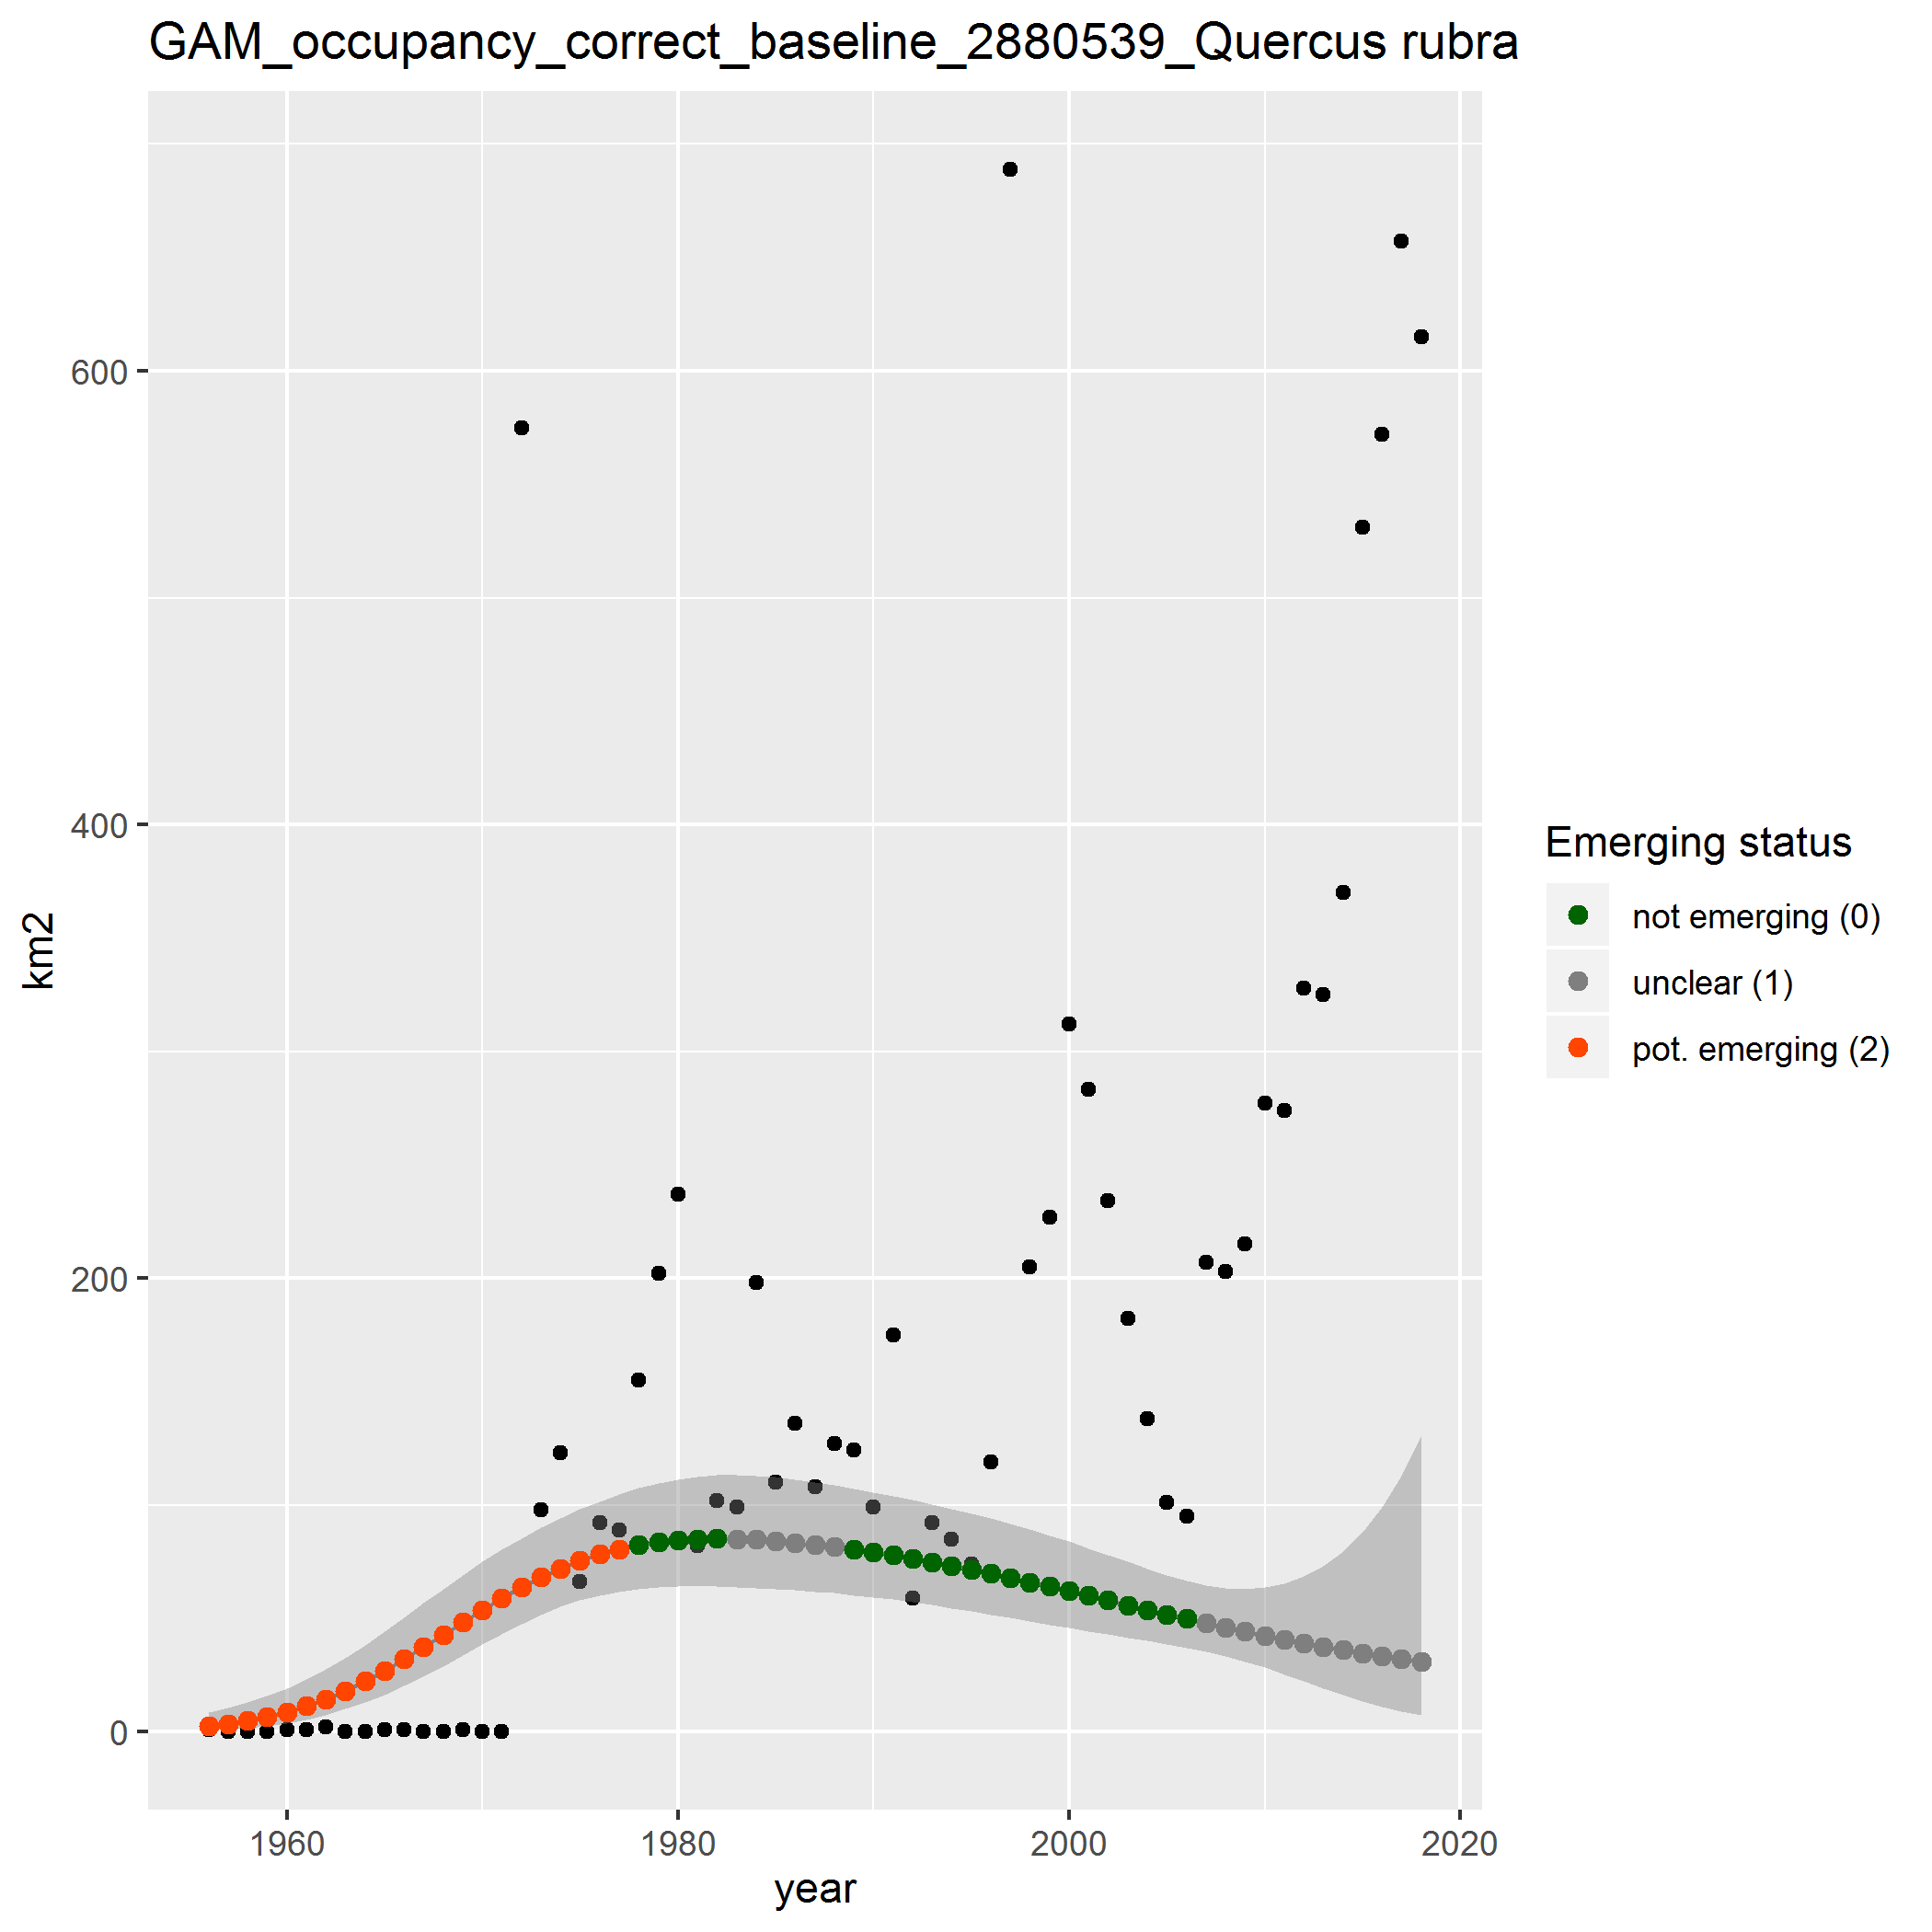 GAM_occupancy_correct_baseline_2880539_Quercus rubra
600
400
200
0
km2
1960 1980 2000 2020
year
Emerging status
not emerging (0)
unclear (1)
pot. emerging (2)